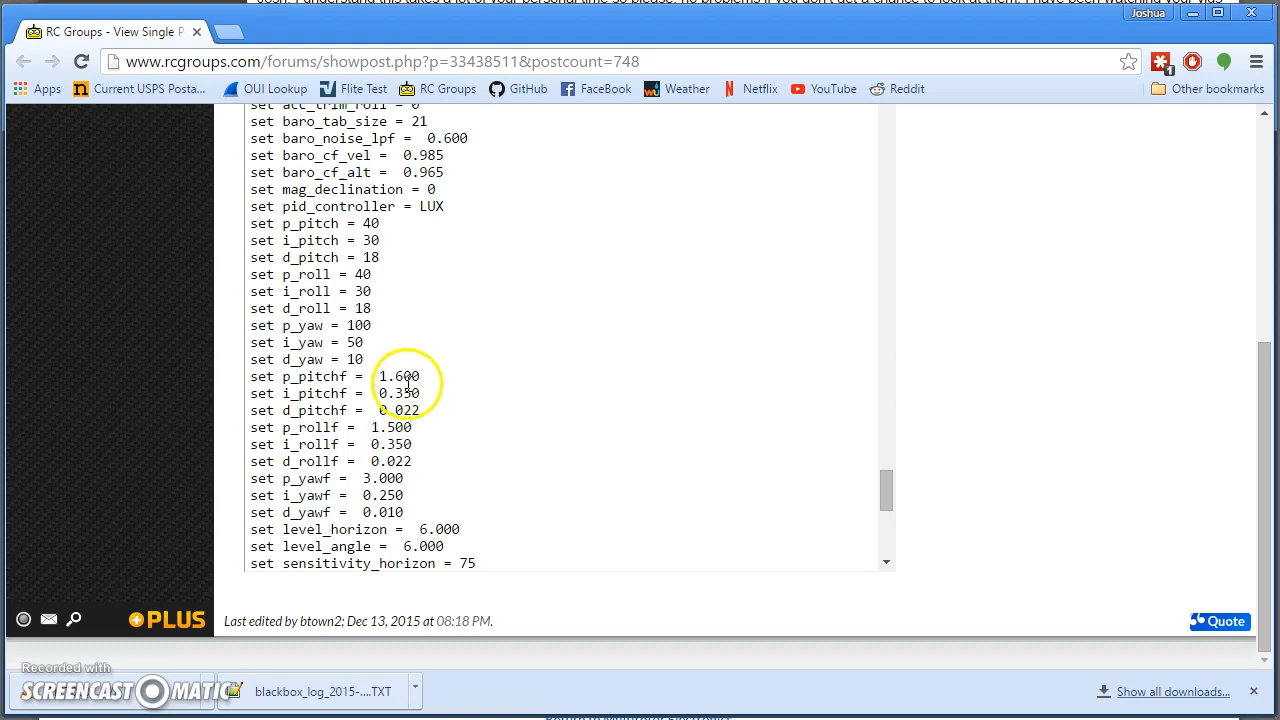 Joshua
RC Groups - View Single P
www.rcgroups.com/forums/showpost.php?p=33438511&postcount=748
1
Apps
Current USPS Posta...
OUI Lookup
Flite Test
RC Groups
GitHub
FaceBook
Weather
Netflix
YouTube
Reddit
Other bookmarks
set acc_trim_roll = 0
set baro_tab_size = 21
set baro_noise_lpf = 0.600
set baro_cf_vel = 0.985
set baro_cf_alt = 0.965
set mag_declination = 0
set pid_controller = LUX
set p_pitch = 40
set i_pitch = 30
set d_pitch = 18
set p_roll = 40
set i_roll = 30
set d_roll = 18
set p_yaw = 100
set i_yaw = 50
set d_yaw = 10
set p_pitchf = 1.600
set i_pitchf = 0.350
set d_pitchf = 0.022
set p_rollf = 1.500
set i_rollf = 0.350
set d_rollf = 0.022
set p_yawf = 3.000
set i_yawf = 0.250
set d_yawf = 0.010
set level_horizon = 6.000
set level_angle = 6.000
set sensitivity_horizon = 75
PLUS
Last edited by btown2; Dec 13, 2015 at 08:18 PM.
Quote
Recorded with
SCREENCAST MATIC
blackbox_log_2015-....TXT
Show all downloads...